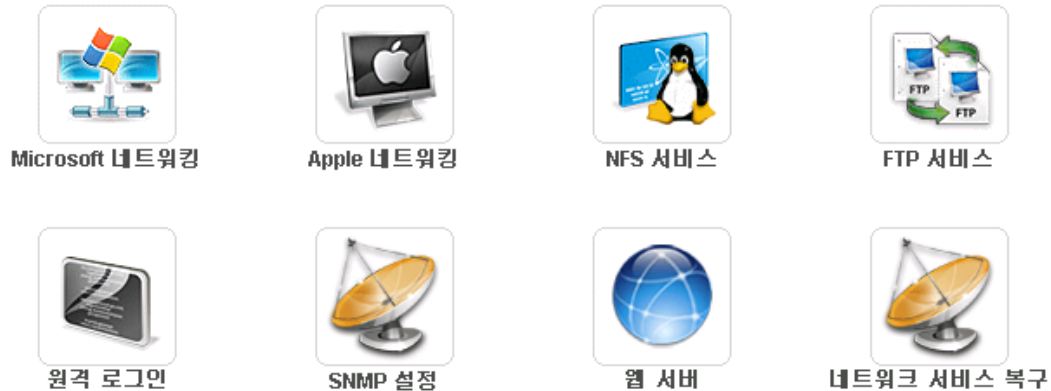 FTP
FTP
Microsoft 네트워킹
Apple 네트워킹
NFS 서비스
FTP 서비스
원격 로그인
SNMP 설정
웹 서버
네트워크 서비스 복구